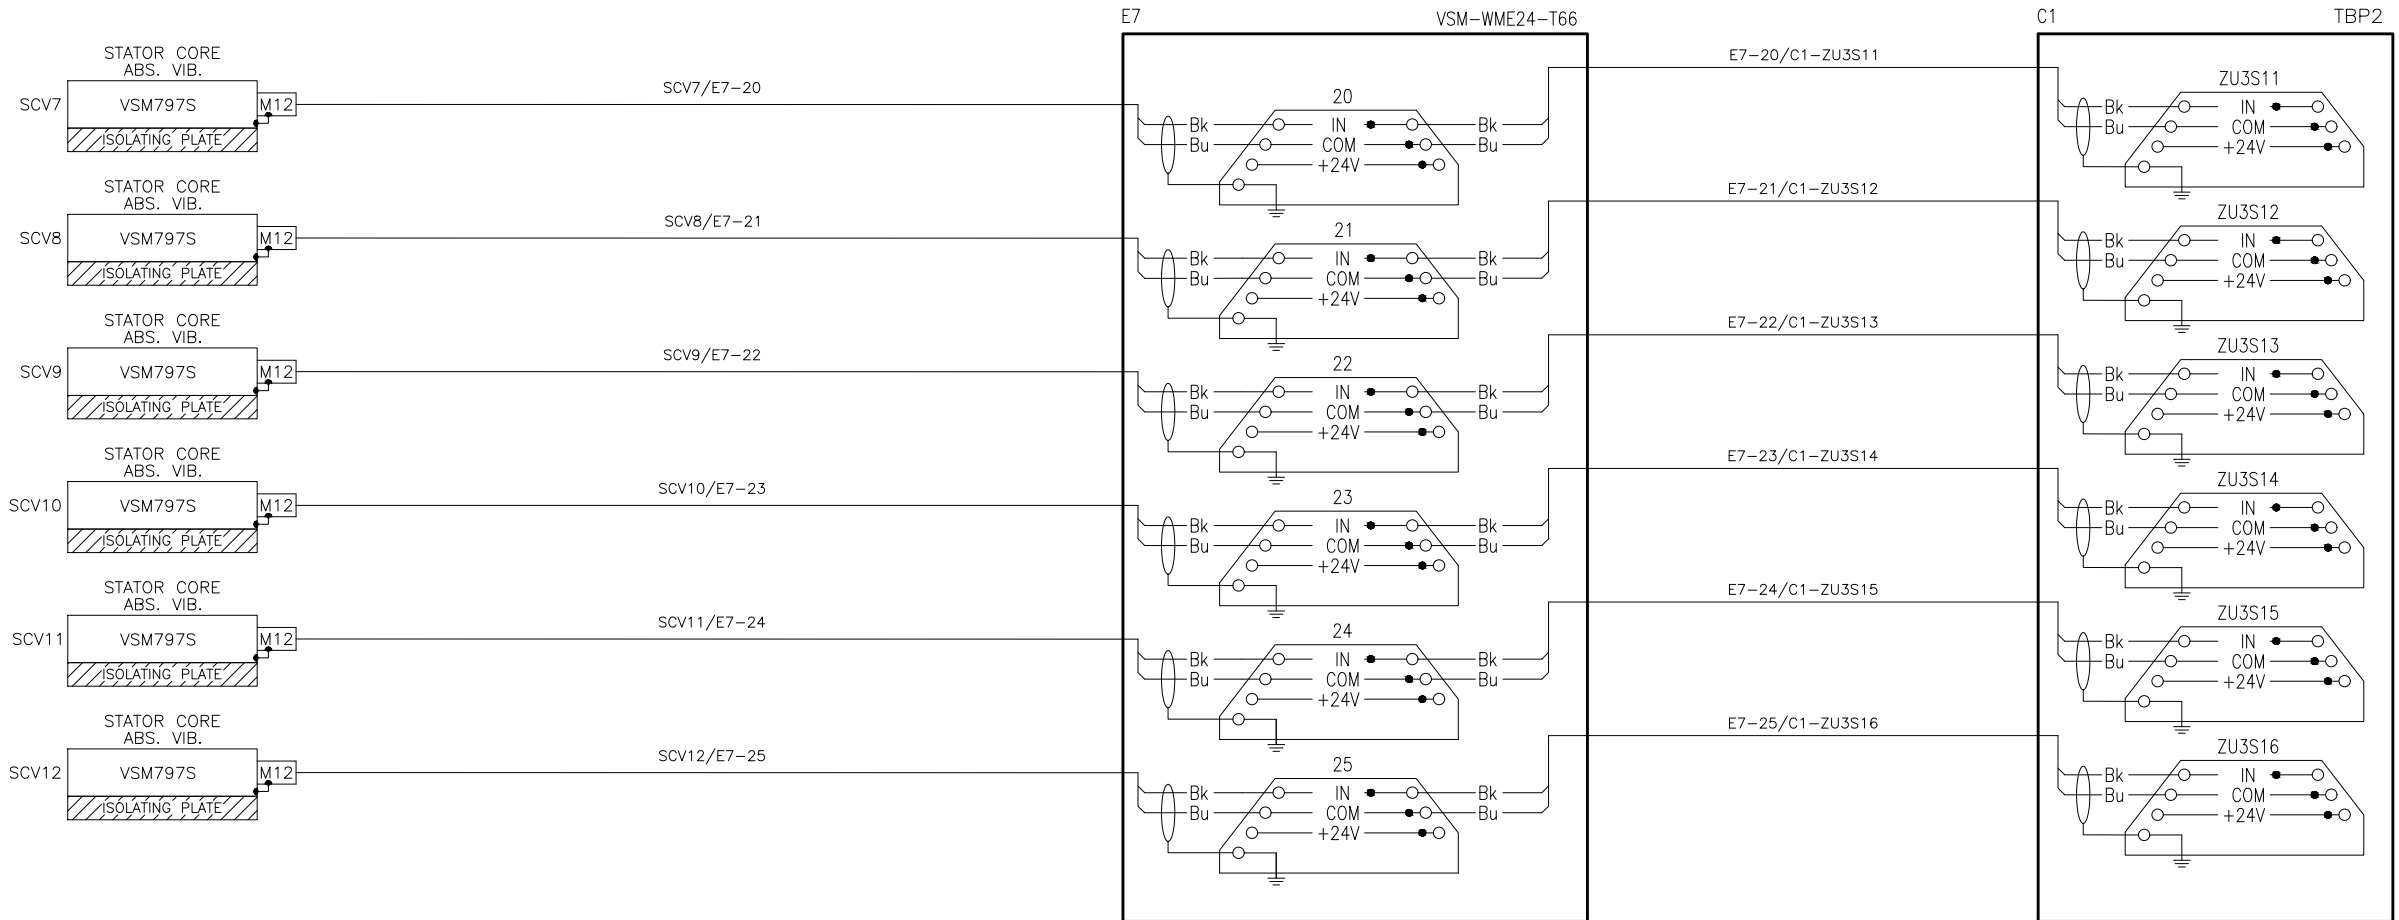 E7
VSM-WME24-T66
C1
TBP2
STATOR CORE
ABS. VIB.
SCV7
VSM797S
M12
ISOLATING PLATE
SCV7/E7-20
Bk
Bu
20
IN
COM
+24V
Bk
Bu
E7-20/C1-ZU3S11
Bk
Bu
ZU3S11
IN
COM
+24V
STATOR CORE
ABS. VIB.
SCV8
VSM797S
M12
ISOLATING PLATE
SCV8/E7-21
Bk
Bu
21
IN
COM
+24V
Bk
Bu
E7-21/C1-ZU3S12
Bk
Bu
ZU3S12
IN
COM
+24V
STATOR CORE
ABS. VIB.
SCV9
VSM797S
M12
ISOLATING PLATE
SCV9/E7-22
Bk
Bu
22
IN
COM
+24V
Bk
Bu
E7-22/C1-ZU3S13
Bk
Bu
ZU3S13
IN
COM
+24V
STATOR CORE
ABS. VIB.
SCV10
VSM797S
M12
ISOLATING PLATE
SCV10/E7-23
Bk
Bu
23
IN
COM
+24V
Bk
Bu
E7-23/C1-ZU3S14
Bk
Bu
ZU3S14
IN
COM
+24V
STATOR CORE
ABS. VIB.
SCV11
VSM797S
M12
ISOLATING PLATE
SCV11/E7-24
Bk
Bu
24
IN
COM
+24V
Bk
Bu
E7-24/C1-ZU3S15
Bk
Bu
ZU3S15
IN
COM
+24V
STATOR CORE
ABS. VIB.
SCV12
VSM797S
M12
ISOLATING PLATE
SCV12/E7-25
Bk
Bu
25
IN
COM
+24V
Bk
Bu
E7-25/C1-ZU3S16
Bk
Bu
ZU3S16
IN
COM
+24V